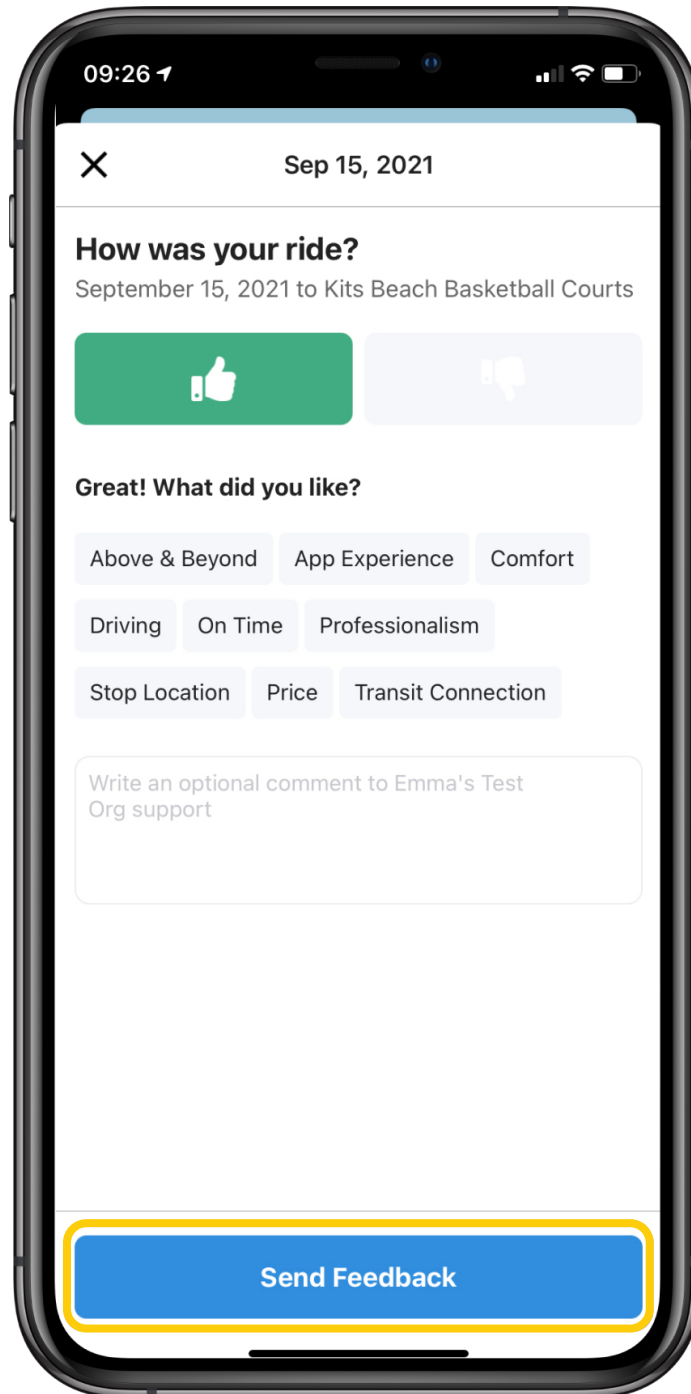 09:26
Sep 15, 2021
How was your ride?
September 15, 2021 to Kits Beach Basketball Courts
Great! What did you like?
Above & Beyond App Experience Comfort
Driving On Time Professionalism
Stop Location Price Transit Connection
Write an optional comment to Emma's Test
Org support
Send Feedback